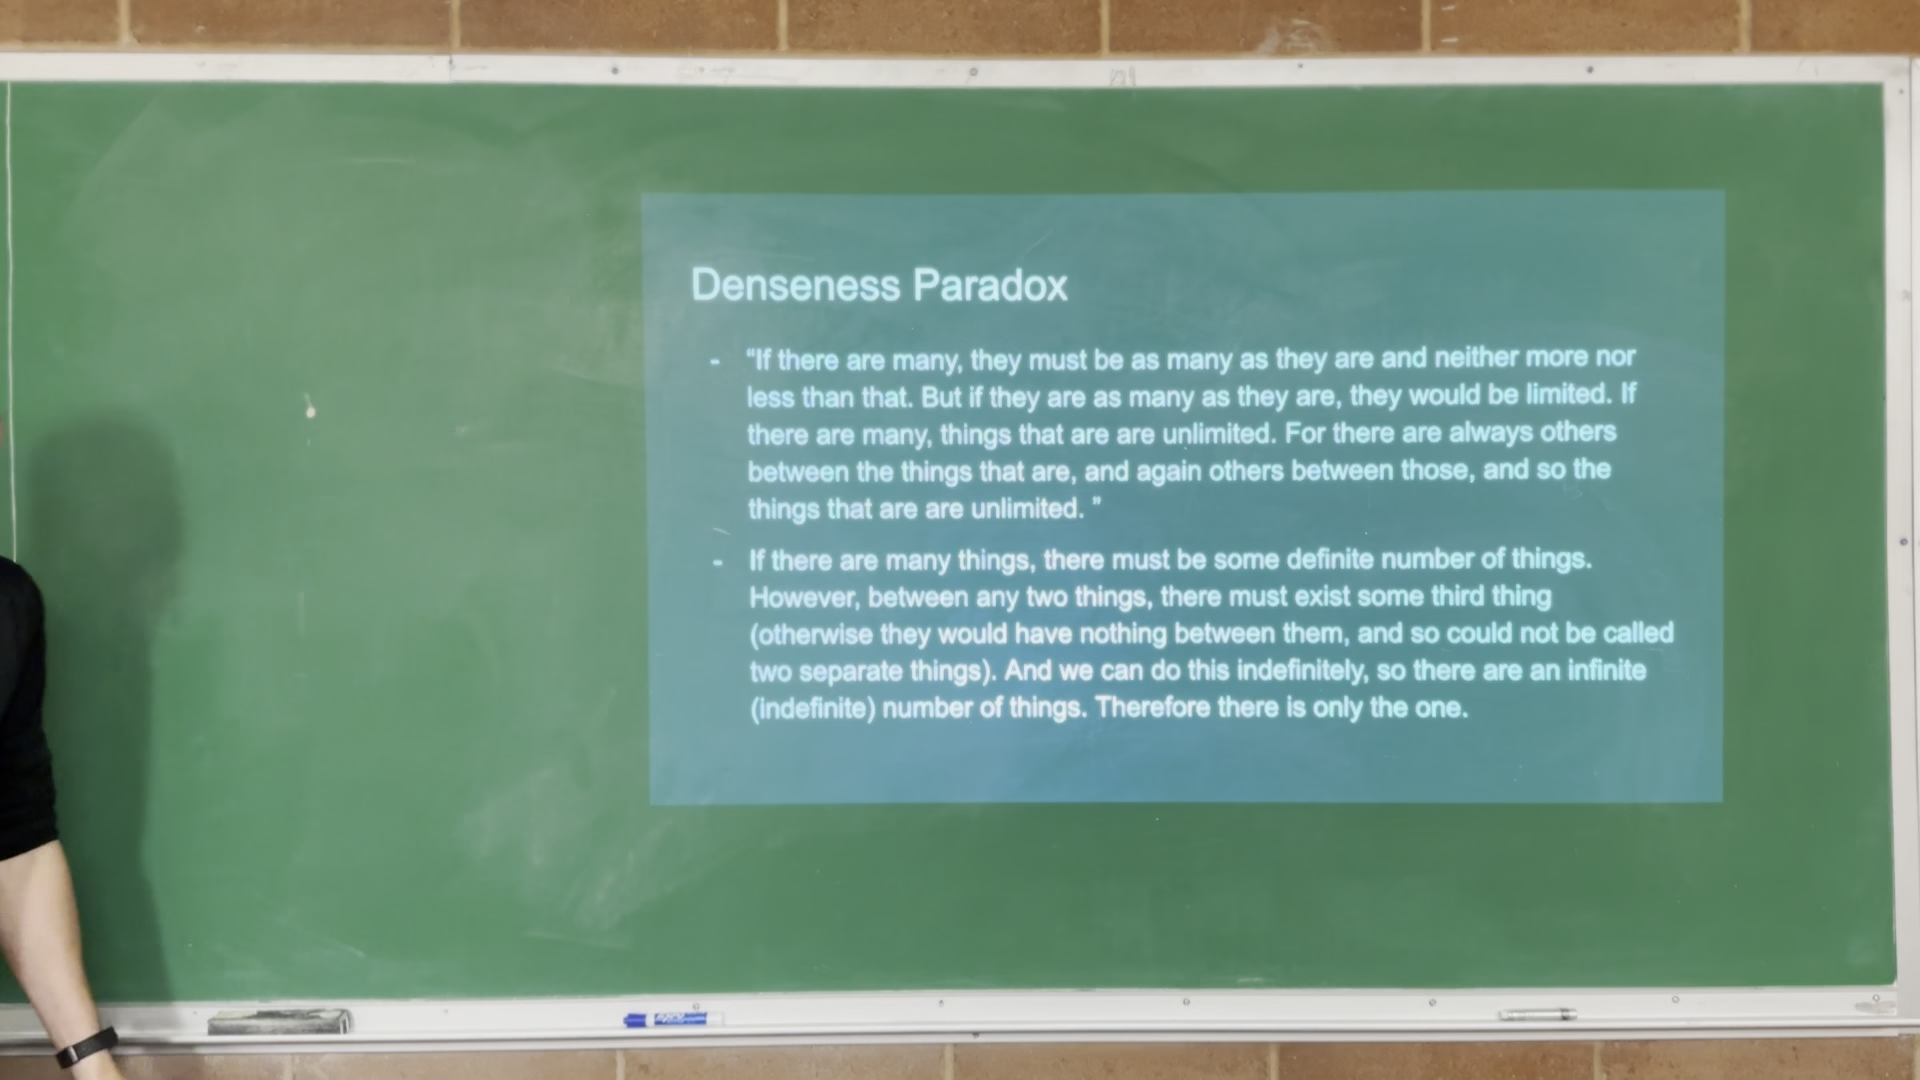 Denseness Paradox
- "If there are many, they must be as many as they are and neither more nor
less than that. But if they are as many as they are, they would be limited. If
there are many, things that are are unlimited. For there are always others
between the things that are, and again others between those, and so the
things that are are unlimited. "
- If there are many things, there must be some definite number of things.
However, between any two things, there must exist some third thing
(otherwise they would have nothing between them, and so could not be called
two separate things). And we can do this indefinitely, so there are an infinite
(indefinite) number of things. Therefore there is only the one.